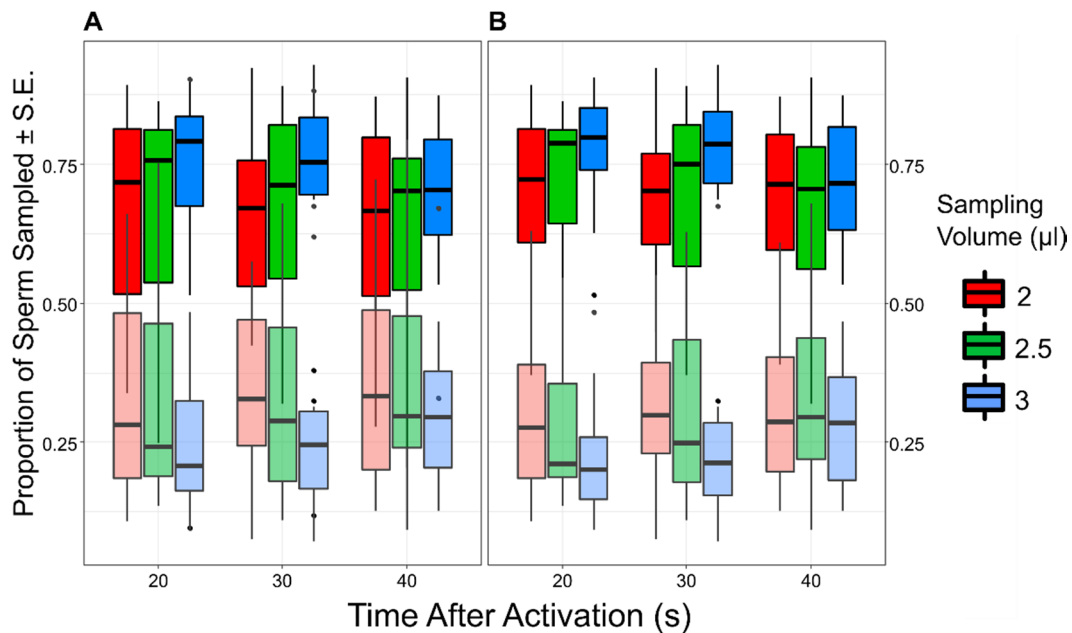 A
B
Proportion of Sperm Sampled ± S.E.
0.75
0.50
0.25
0.75
0.50
0.25
20
30
40
20
30
40
Time After Activation (s)
Sampling
Volume (µl)
2
2.5
3